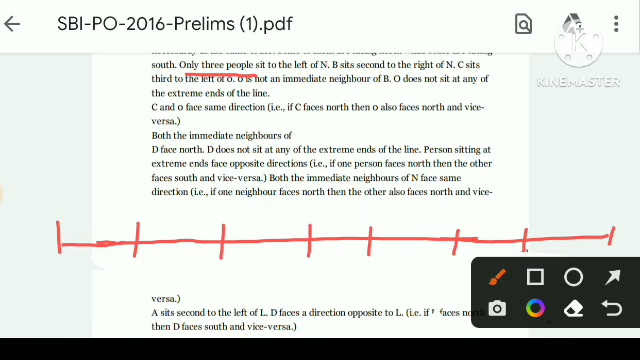 SBI-PO-2016-Prelims (1).pdf
KINEMASTER
south. Only three people sit to the left of N. B sits second to the right of N. C sits
third to the left of o. o is not an immediate neighbour of B. O does not sit at any of
the extreme ends of the line.
C and o face same direction (i.e., if C faces north then o also faces north and vice-
versa.)
Both the immediate neighbours of
D face north. D does not sit at any of the extreme ends of the line. Person sitting at
extreme ends face opposite directions (i.e., if one person faces north then the other
faces south and vice-versa.) Both the immediate neighbours of N face same
direction (i.e., if one neighbour faces north then the other also faces north and vice-
versa.)
A sits second to the left of L. D faces a direction opposite to L. (i.e. if faces north
then D faces south and vice-versa.)